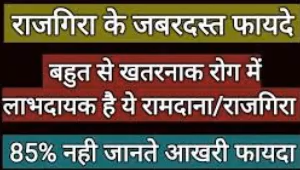 राजगिरा के जबरदस्त फायदे
बहुत से खतरनाक रोग में
लाभदायक है ये रामदाना/राजगिरा
85% नही जानते आखरी फायदा